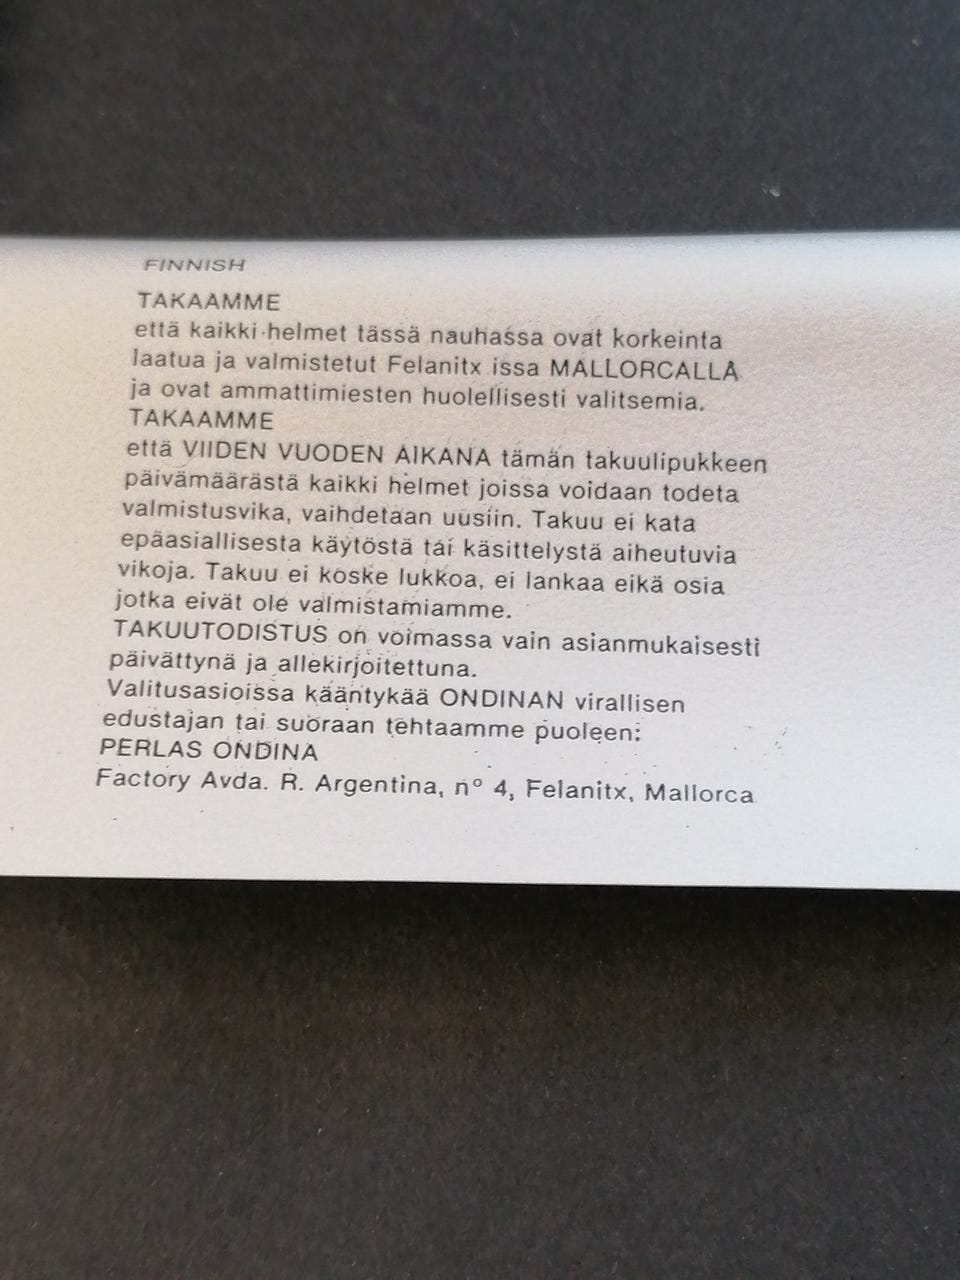 FINNISH
TAKAAMME
että kaikki helmet tässä nauhassa ovat korkeinta
laatua ja valmistetut Felanitx issa MALLORCALLA
ja ovat ammattimiesten huolellisesti valitsemia.
TAKAAMME
että VIIDEN VUODEN AIKANA tämän takuulipukkeen
päivämäärästä kaikki helmet joissa voidaan todeta
valmistusvika, vaihdetaan uusiin. Takuu ei kata
epäasiallisesta käytöstä tai käsittelystä aiheutuvia
vikoja. Takuu ei koske lukkoa, ei lankaa eikä osia
jotka eivät ole valmistamiamme.
TAKUUTODISTUS on voimassa vain asianmukaisesti
päivättynä ja allekirjoitettuna.
Valitusasioissa kääntykää ONDINAN virallisen
edustajan tai suoraan tehtaamme puoleen:
PERLAS ONDINA
Factory Avda. R. Argentina, nº 4, Felanitx, Mallorca